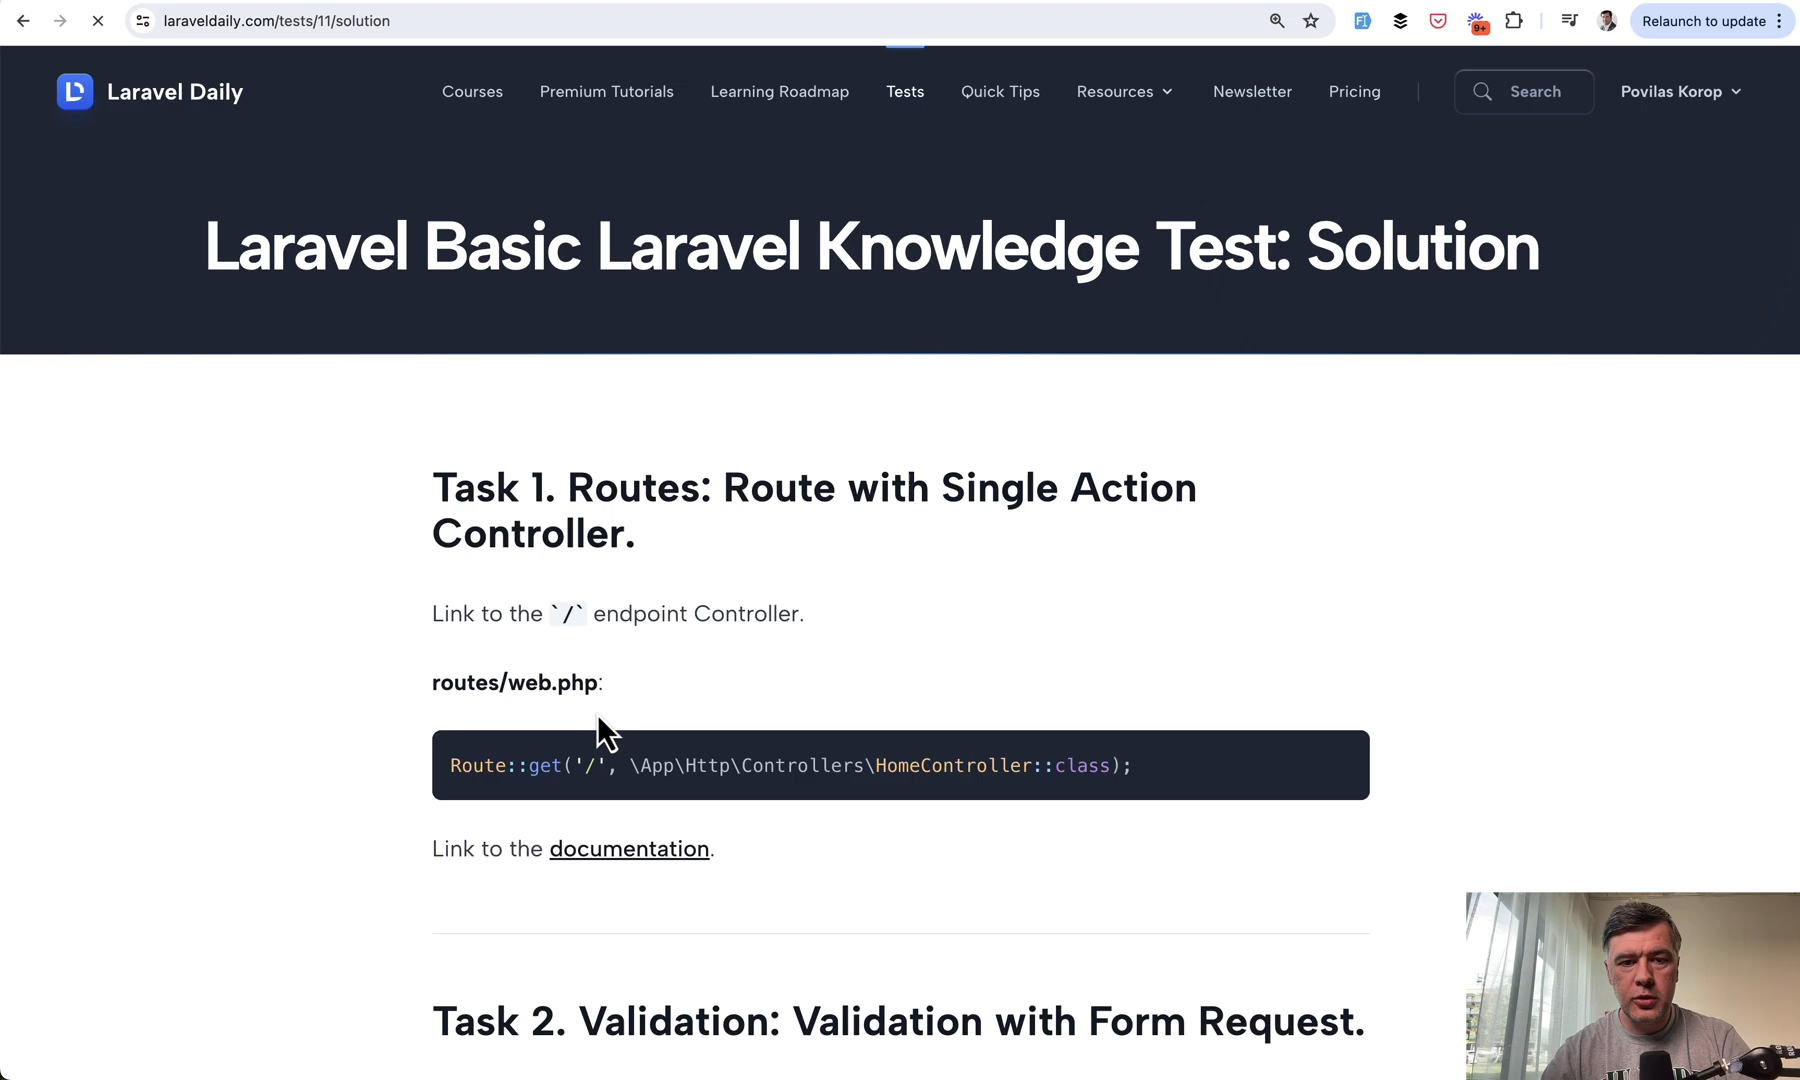 laraveldaily.com/tests/11/solution
9+
Relaunch to update
Laravel Daily
Courses
Premium Tutorials
Learning Roadmap
Tests
Quick Tips
Resources
Newsletter
Pricing
Search
Povilas Korop
Laravel Basic Laravel Knowledge Test: Solution
Task 1. Routes: Route with Single Action
Controller.
Link to the `/` endpoint Controller.
routes/web.php:
Route::get('/', \App\Http\Controllers\HomeController::class);
Link to the documentation.
Task 2. Validation: Validation with Form Request.